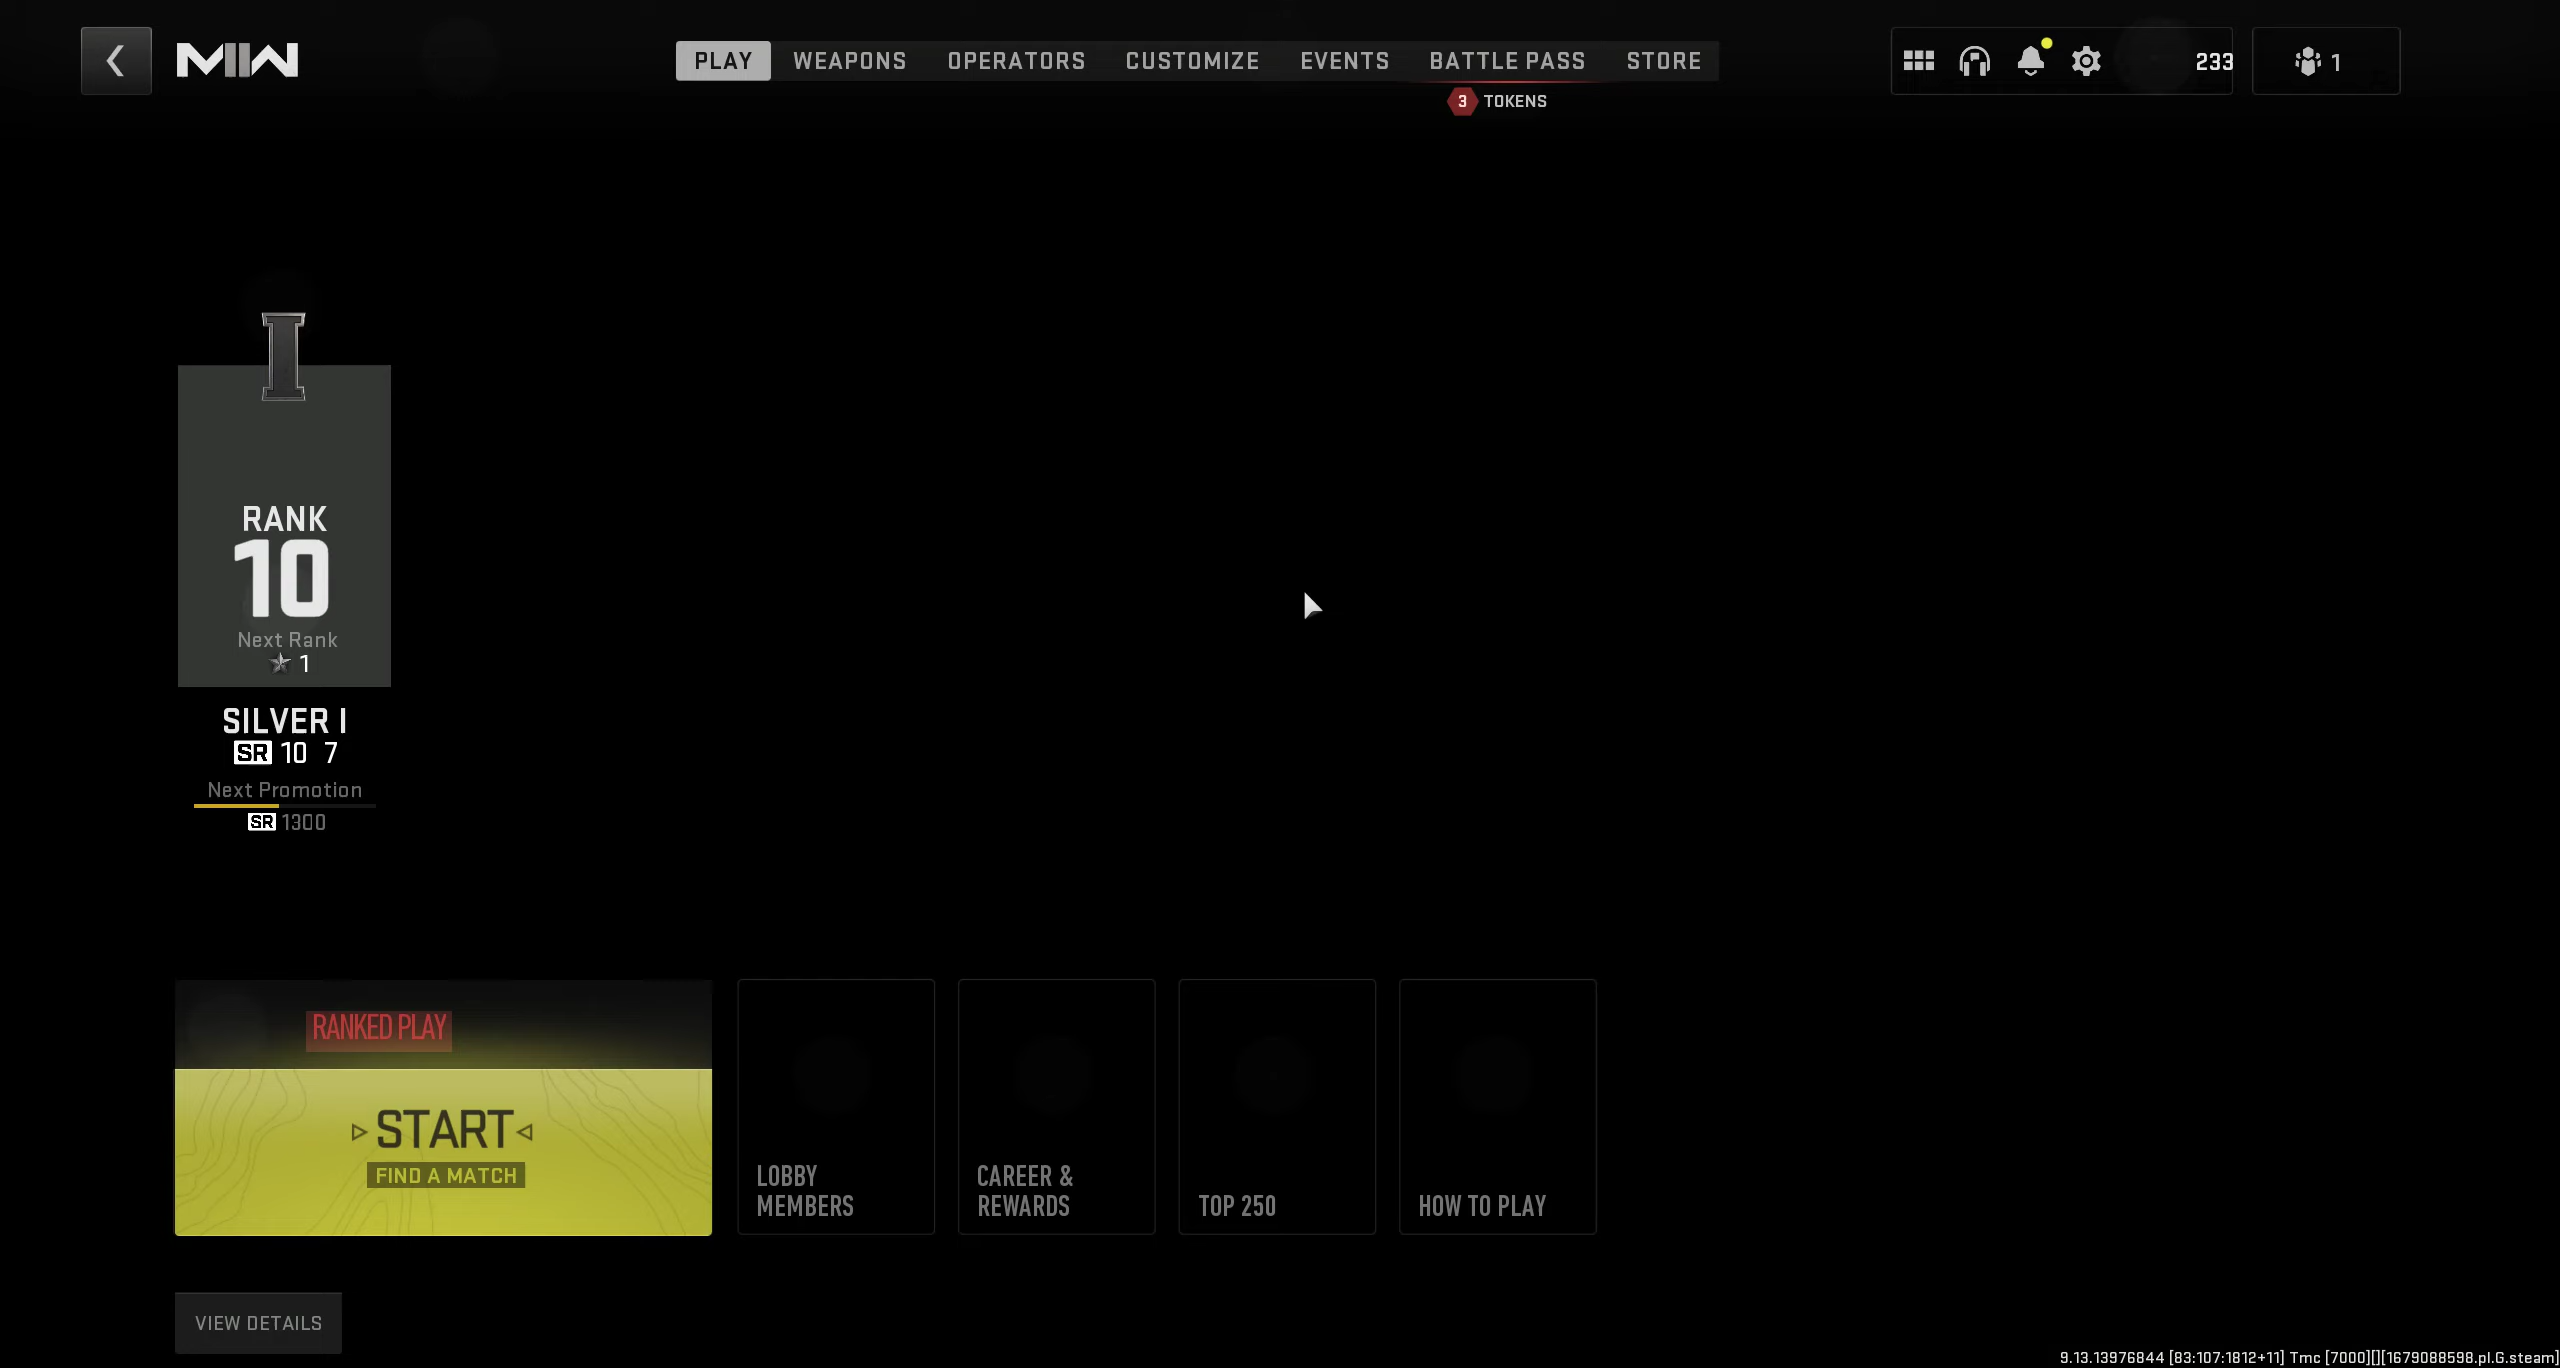 MIIW
PLAY WEAPONS OPERATORS CUSTOMIZE EVENTS BATTLE PASS STORE
3 TOKENS
233
1
I
RANK
10
Next Rank
1
SILVER I
SR 10 7
Next Promotion
SR 1300
RANKED PLAY
START
FIND A MATCH
LOBBY
MEMBERS
CAREER &
REWARDS
TOP 250
HOW TO PLAY
VIEW DETAILS
9.13.13976844 [83:107:1812+11] Tmc [7000][][1679088598.pl.G.steam]